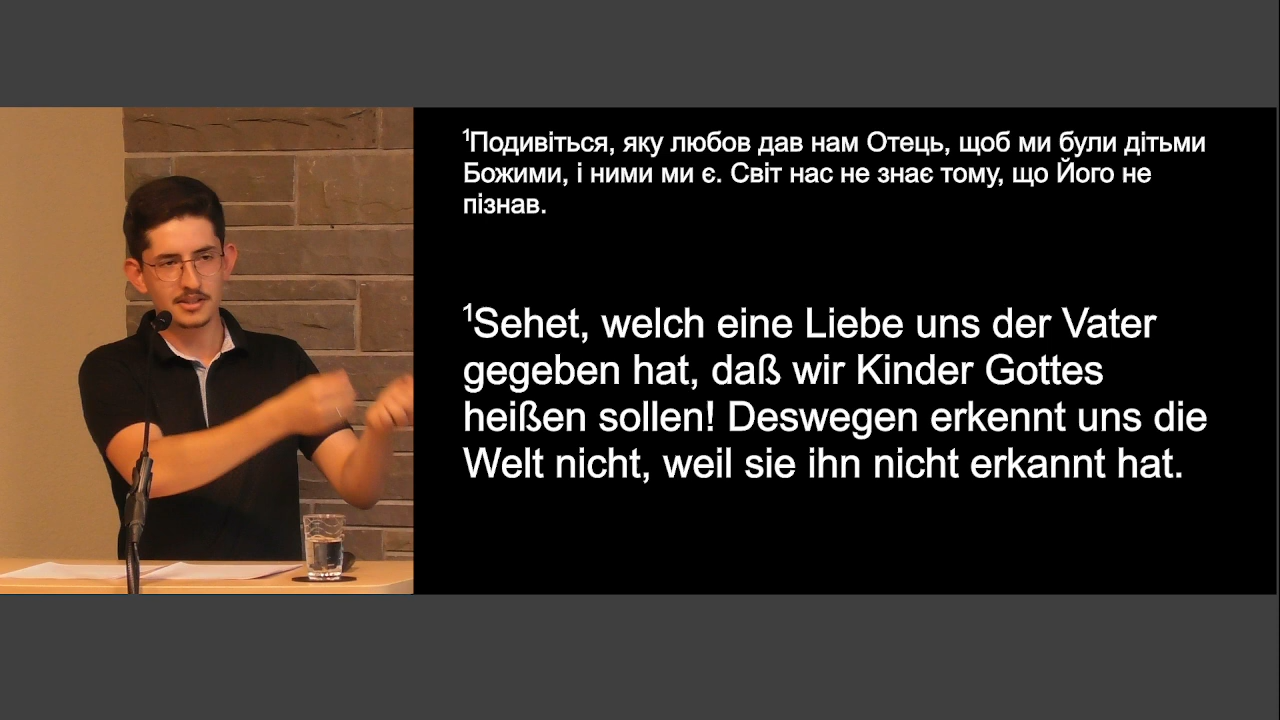 ¹Подивіться, яку любов дав нам Отець, щоб ми були дітьми
Божими, і ними ми є. Світ нас не знає тому, що Його не
пізнав.
¹Sehet, welch eine Liebe uns der Vater
gegeben hat, daß wir Kinder Gottes
heißen sollen! Deswegen erkennt uns die
Welt nicht, weil sie ihn nicht erkannt hat.